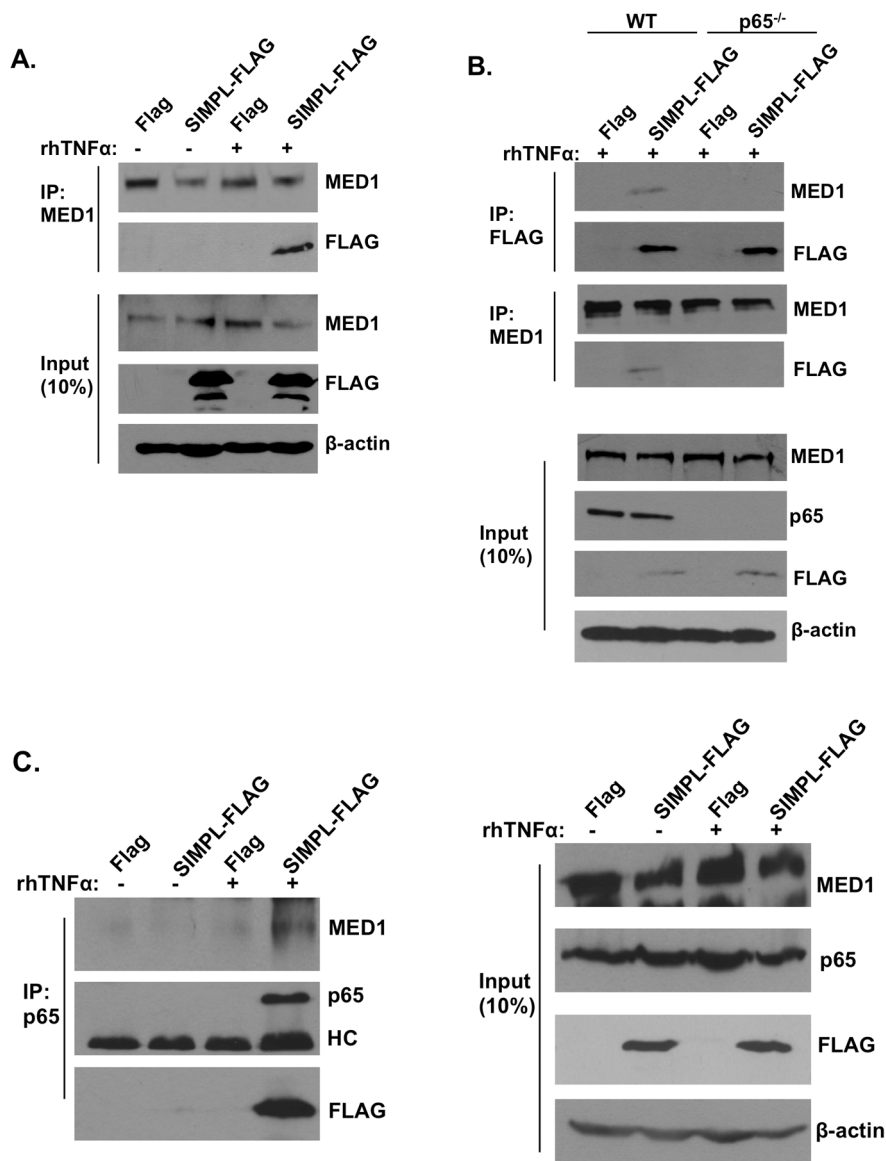 A.
Flag SIMPL-FLAG Flag SIMPL-FLAG
rhTNFα: - - + +
IP: MED1
MED1
FLAG
Input (10%)
MED1
FLAG
β-actin
B.
WT p65-/-
Flag SIMPL-FLAG Flag SIMPL-FLAG
rhTNFα: + + + +
IP: FLAG
MED1
FLAG
IP: MED1
MED1
FLAG
Input (10%)
MED1
p65
FLAG
β-actin
C.
Flag SIMPL-FLAG Flag SIMPL-FLAG
rhTNFα: - - + +
IP: p65
MED1
p65
HC
FLAG
Flag SIMPL-FLAG Flag SIMPL-FLAG
rhTNFα: - - + +
Input (10%)
MED1
p65
FLAG
β-actin